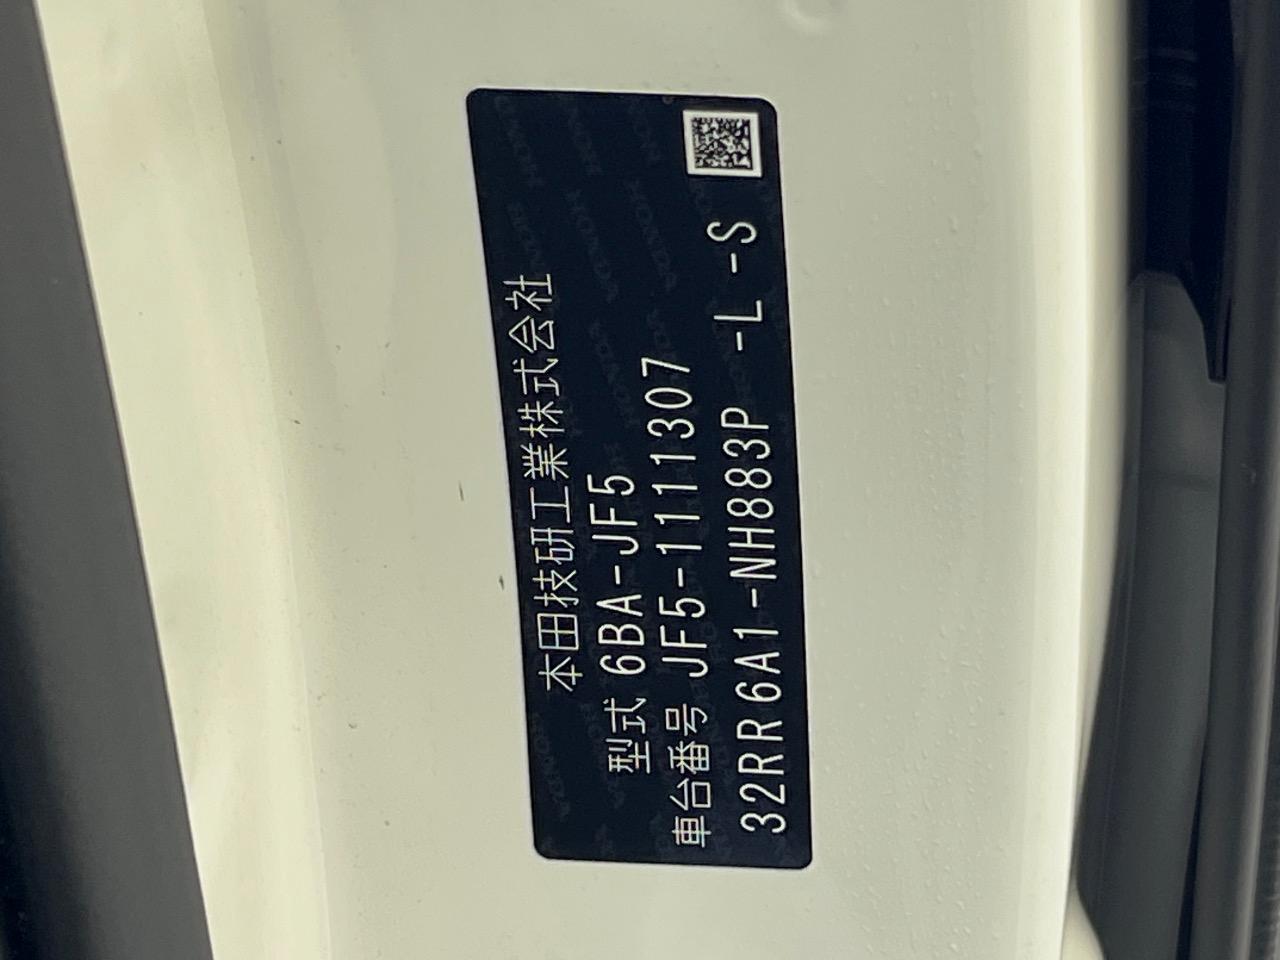 本田技研工業株式会社
型式 6BA-JF5
車台番号 JF5-1111307
32RR6A1-NH883P -L -S